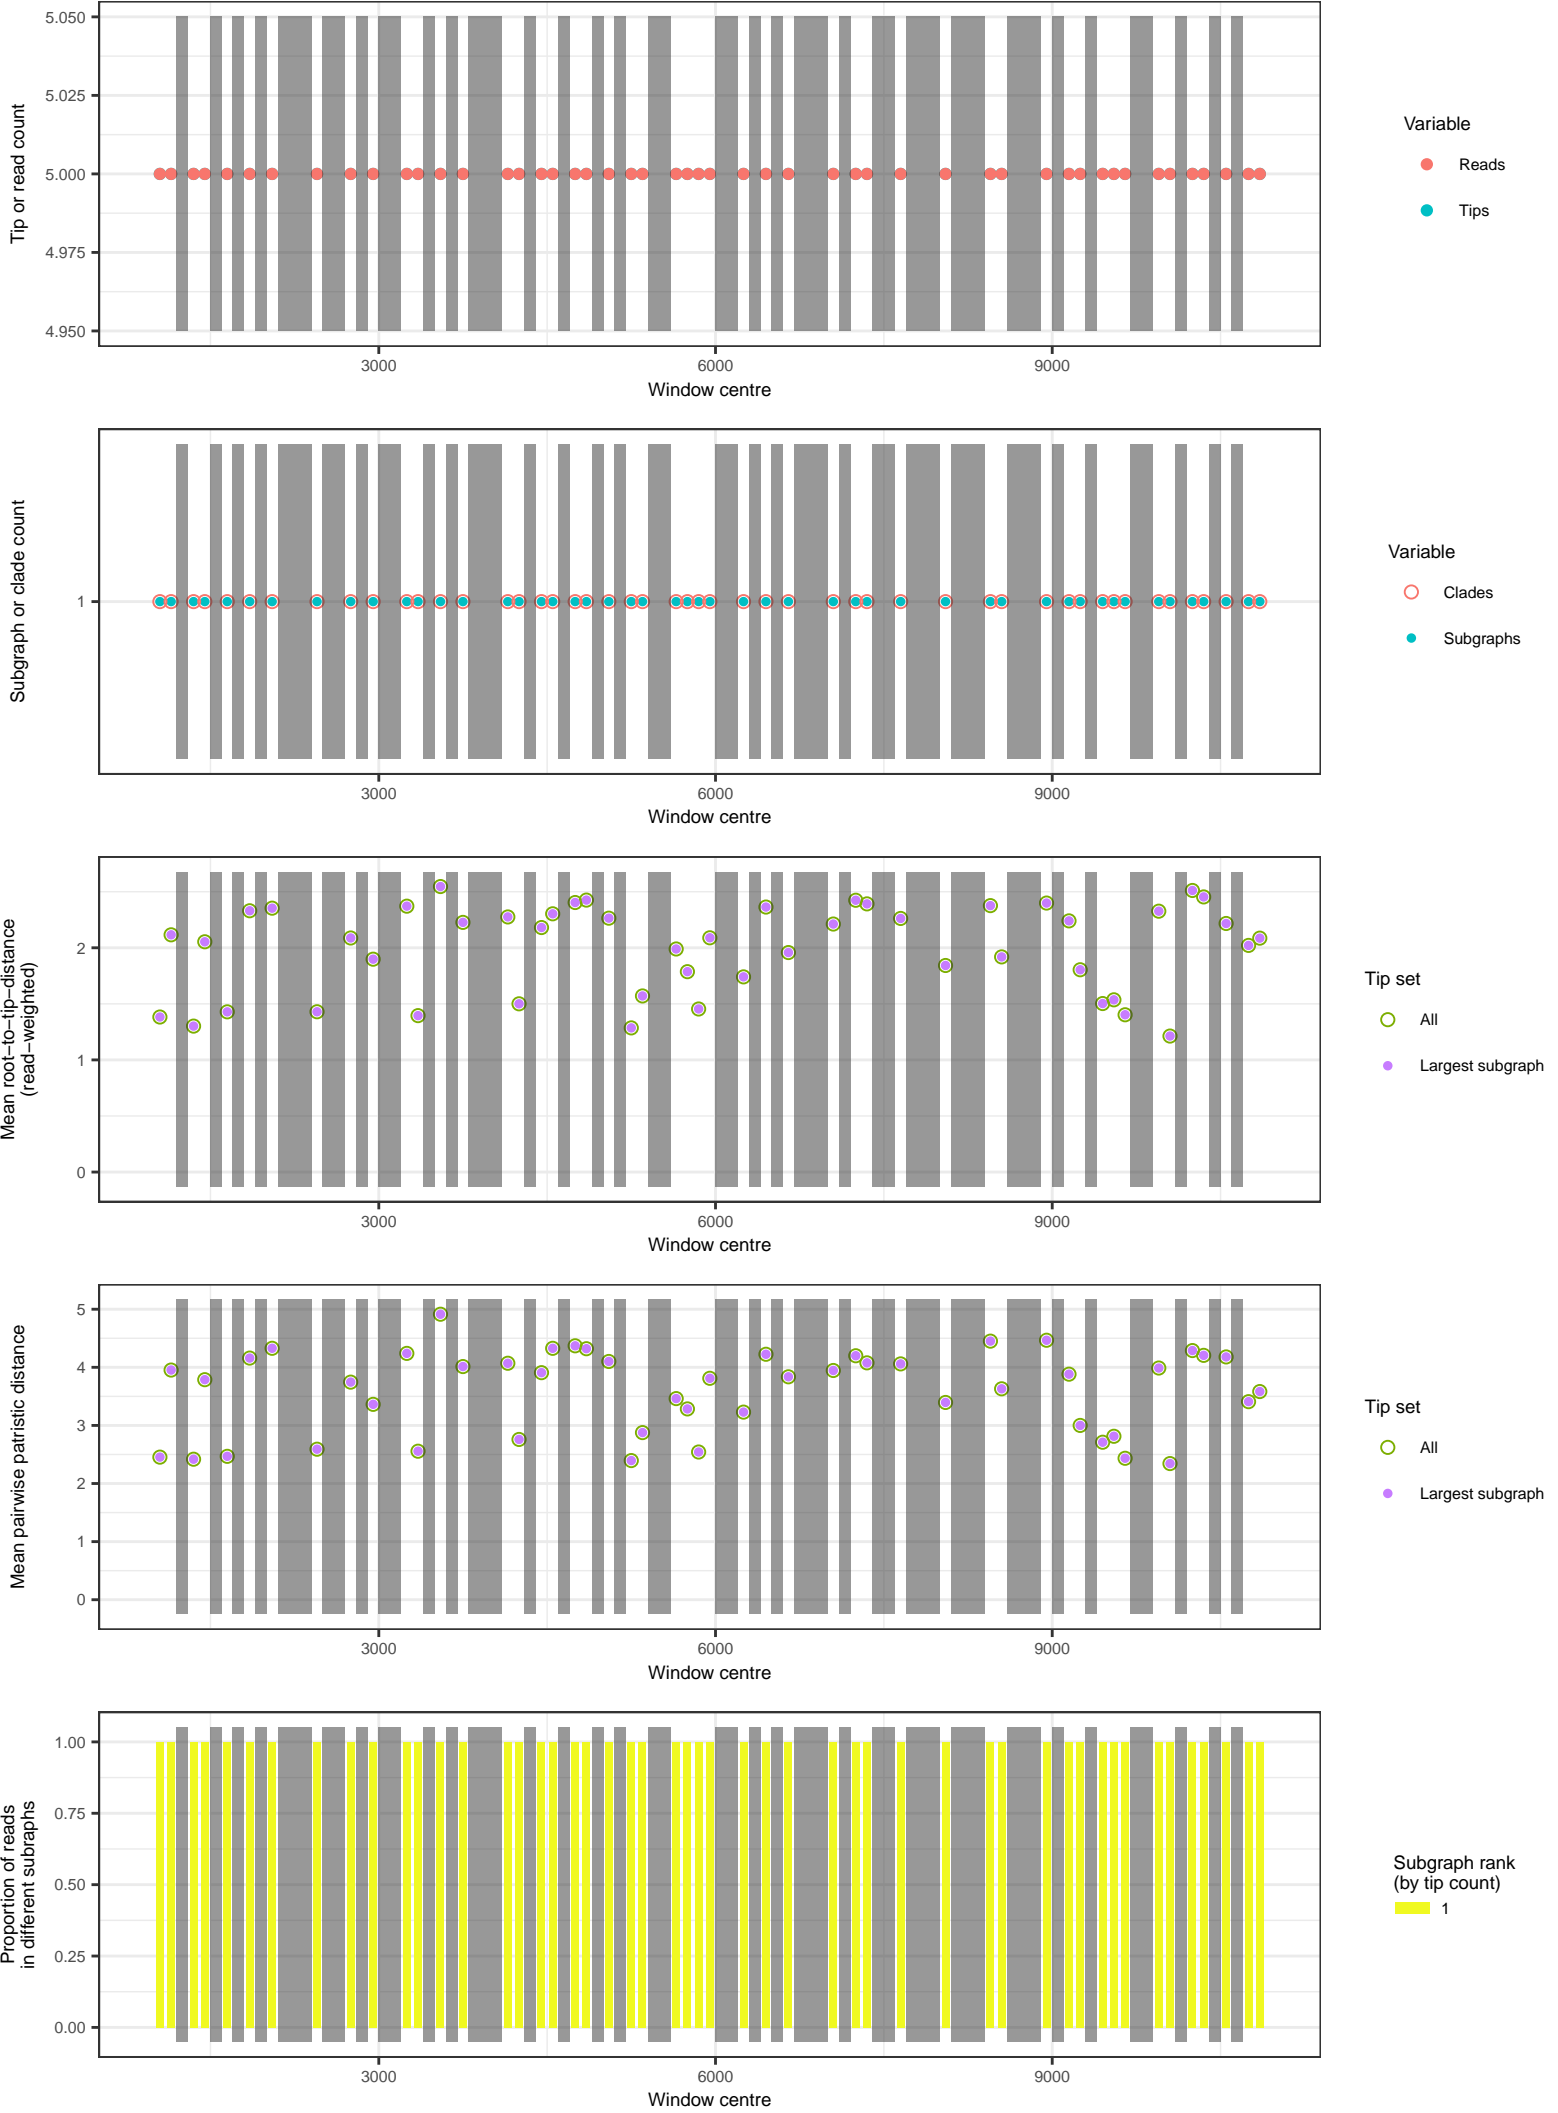 5.050
5.025
5.000
4.975
4.950
Tip or read count
3000 6000 9000
Window centre
Variable
Reads
Tips
1
Subgraph or clade count
3000 6000 9000
Window centre
Variable
Clades
Subgraphs
2
1
0
Mean root−to−tip−distance
(read−weighted)
3000 6000 9000
Window centre
Tip set
All
Largest subgraph
5
4
3
2
1
0
Mean pairwise patristic distance
3000 6000 9000
Window centre
Tip set
All
Largest subgraph
1.00
0.75
0.50
0.25
0.00
Proportion of reads
in different subraphs
3000 6000 9000
Window centre
Subgraph rank
(by tip count)
1